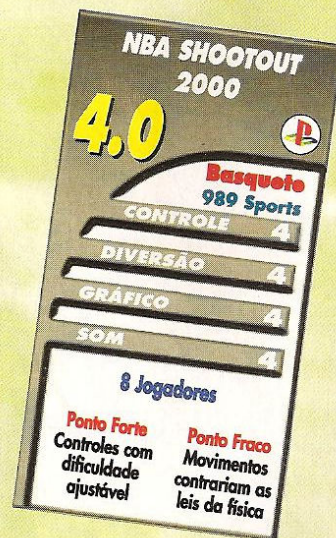 NBA SHOOTOUT
2000
4.0
Basquete
989 Sports
CONTROLE 4
DIVERSÃO 4
GRÁFICO 4
SOM 4
8 Jogadores
Ponto Forte
Controles com
dificuldade
ajustável
Ponto Fraco
Movimentos
contrariam as
leis da física